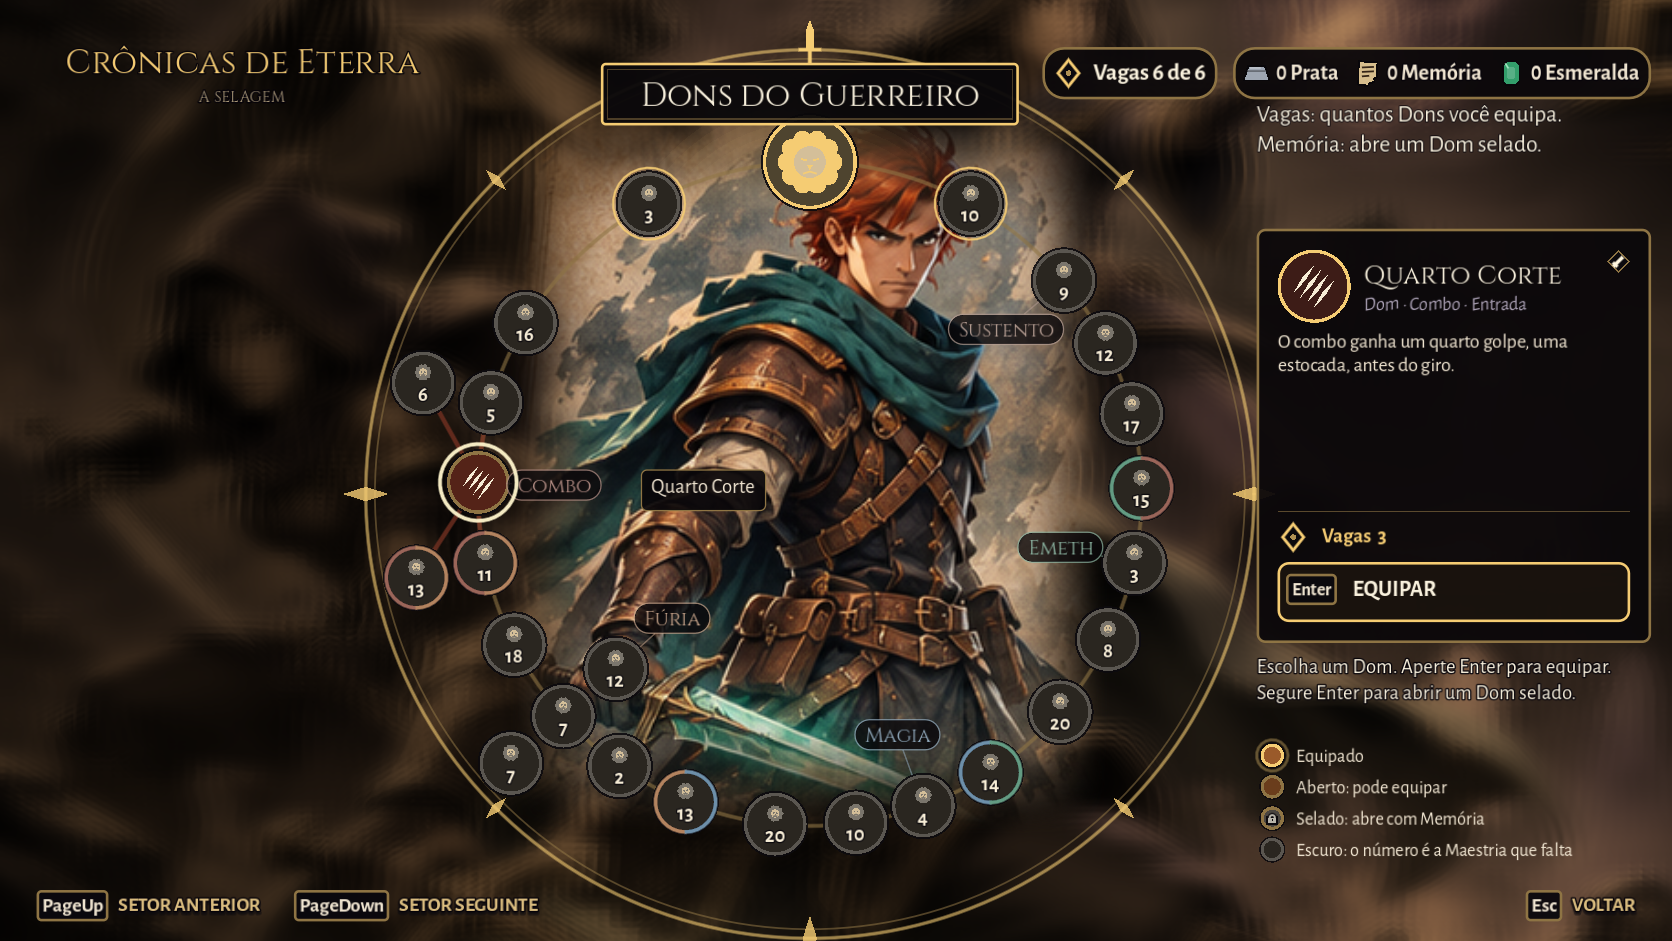 Crônicas de Eterra
A Selagem
Dons do Guerreiro
Vagas 6 de 6
0 Prata
0 Memória
0 Esmeralda
Vagas: quantos Dons você equipa.
Memória: abre um Dom selado.
3
10
9
16
Sustento
12
6
5
17
Combo
Quarto Corte
15
Emeth
3
13
11
Fúria
18
12
8
7
20
Magia
7
2
14
13
20
10
4
Quarto Corte
Dom · Combo · Entrada
O combo ganha um quarto golpe, uma
estocada, antes do giro.
Vagas 3
Enter EQUIPAR
Escolha um Dom. Aperte Enter para equipar.
Segure Enter para abrir um Dom selado.
Equipado
Aberto: pode equipar
Selado: abre com Memória
Escuro: o número é a Maestria que falta
PageUp SETOR ANTERIOR
PageDown SETOR SEGUINTE
Esc VOLTAR